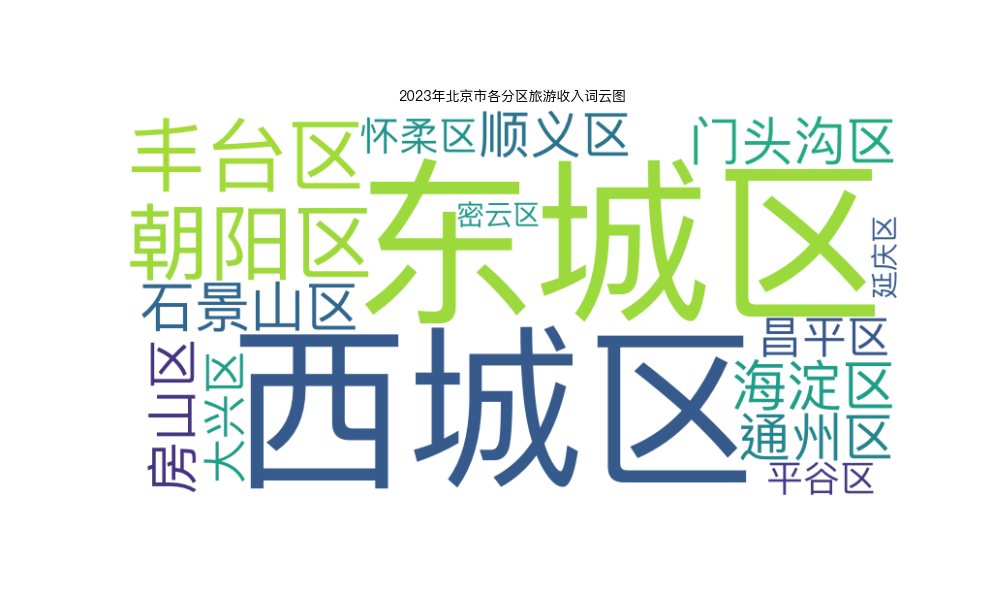 2023年北京市各分区旅游收入词云图
丰台区
怀柔区
顺义区
门头沟区
朝阳区
东城区
密云区
延庆区
石景山区
西城区
昌平区
房山区
大兴区
海淀区
通州区
平谷区